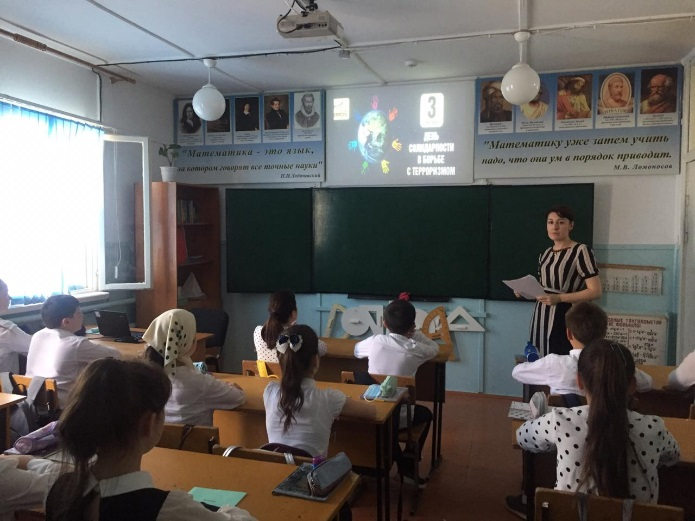 "Математика - это язык,
на котором говорят все точные науки"
Н.И.Лобачевский
3
ДЕНЬ
СОЛИДАРНОСТИ
В БОРЬБЕ
С ТЕРРОРИЗМОМ
"Математику уже затем учить
надо, что она ум в порядок приводит.
М.В. Ломоносов